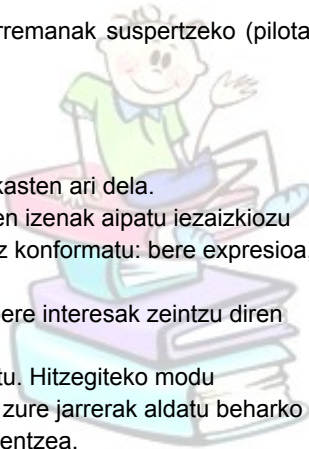 rremanak suspertzeko (pilota
kasten ari dela.
en izenak aipatu iezaizkiozu
z konformatu: bere expresioa,
ere interesak zeintzu diren
tu. Hitzegiteko modu
zure jarrerak aldatu beharko
entzea.